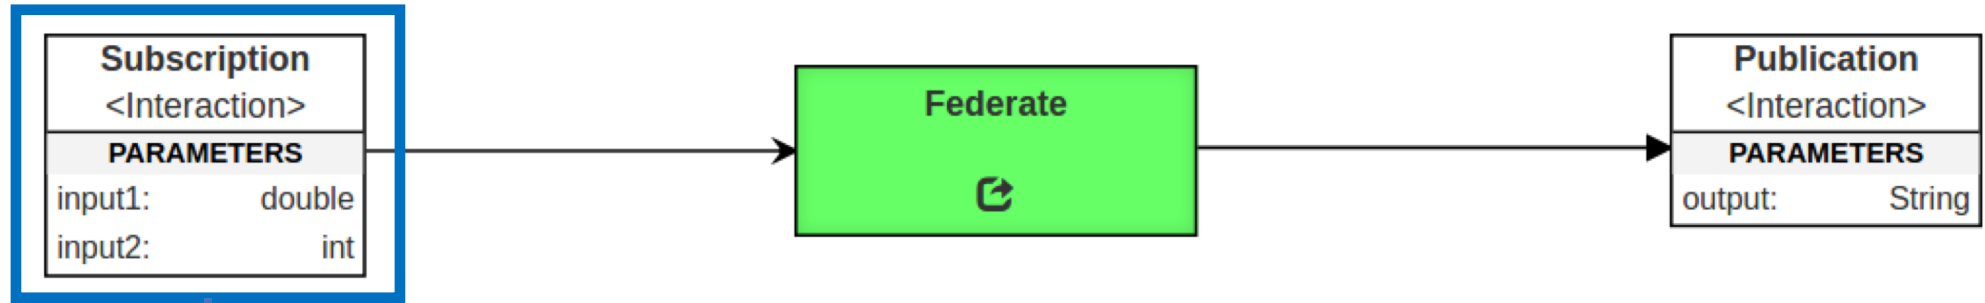 Subscription
<Interaction>
PARAMETERS
input1: double
input2: int
Federate
Publication
<Interaction>
PARAMETERS
output: String